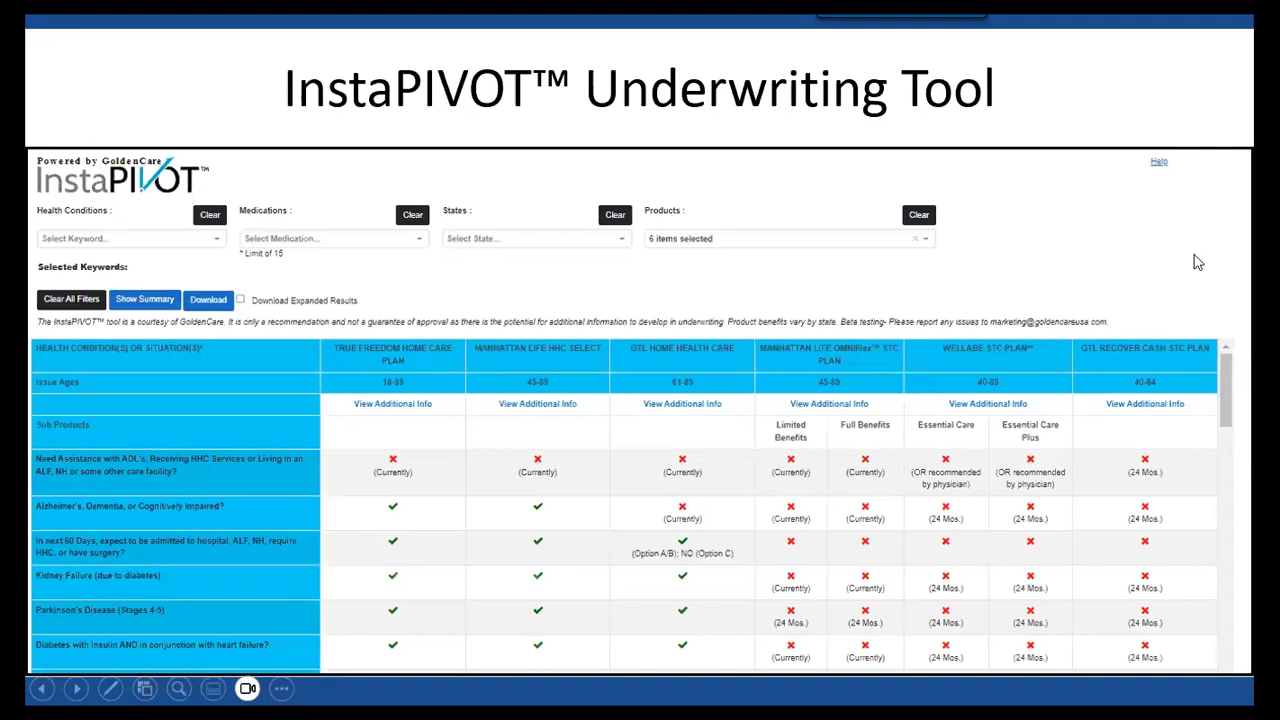 InstaPIVOT™ Underwriting Tool
Powered by GoldenCare
InstaPIVOT™
Help
Health Conditions : Clear Medications : Clear States : Clear Products : Clear
Select Keyword... Select Medication... Select State... 6 items selected
* Limit of 15
Selected Keywords:
Clear All Filters Show Summary Download Download Expanded Results
The InstaPIVOT™ tool is a courtesy of GoldenCare. It is only a recommendation and not a guarantee of approval as there is the potential for additional information to develop in underwriting Product benefits vary by state. Beta testing- Please report any issues to marketing@goldencareusa.com.
HEALTH CONDITION(S) OR SITUATION(S)* TRUE FREEDOM HOME CARE MANHATTAN LIFE HHC SELECT GTL HOME HEALTH CARE MANHATTAN LIFE OMNIFlex™ STC WELLABE STC PLAN** GTL RECOVER CASH STC PLAN
PLAN PLAN
Issue Ages 18-99 45-89 61-89 45-89 40-89 40-84
View Additional Info View Additional Info View Additional Info View Additional Info View Additional Info View Additional Info
Sub Products Limited Full Benefits Essential Care Essential Care
Benefits Plus
Need Assistance with ADL's, Receiving HHC Services or Living in an
ALF, NH or some other care facility? (Currently) (Currently) (Currently) (Currently) (Currently) (OR recommended (OR recommended (24 Mos.)
by physician) by physician)
Alzheimer's, Dementia, or Cognitively Impaired?
(Currently) (Currently) (Currently) (24 Mos.) (24 Mos.) (24 Mos.)
In next 60 Days, expect to be admitted to hospital, ALF, NH, require
HHC, or have surgery? (Option A/B); NC (Option C)
Kidney Failure (due to diabetes)
(Currently) (Currently) (24 Mos.) (24 Mos.) (24 Mos.)
Parkinson's Disease (Stages 4-5)
(24 Mos.) (24 Mos.) (24 Mos.) (24 Mos.) (24 Mos.)
Diabetes with Insulin AND in conjunction with heart failure?
(Currently) (Currently) (24 Mos.) (24 Mos.) (24 Mos.)